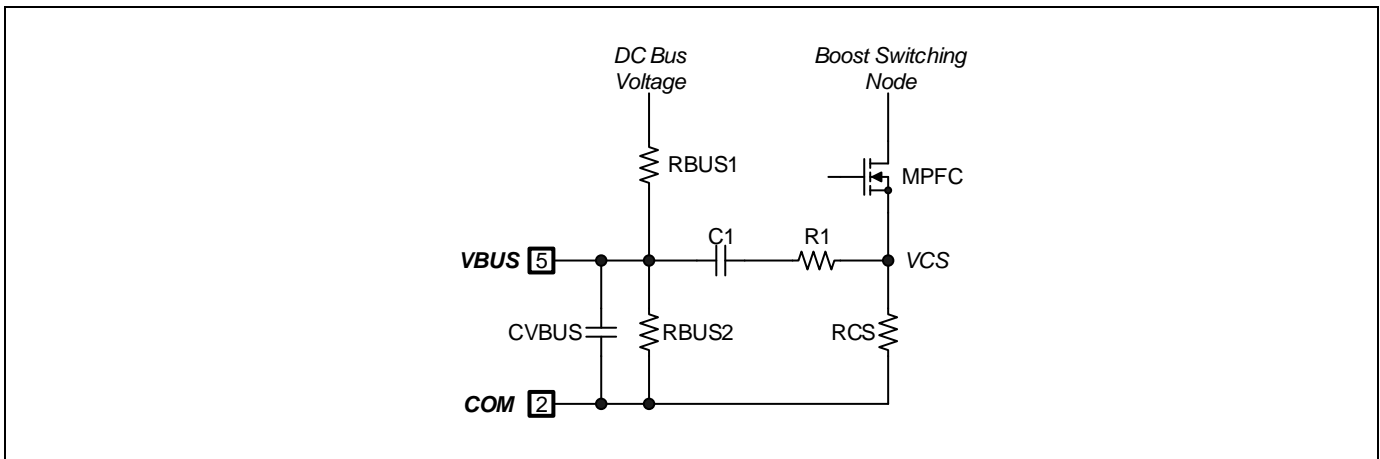 DC Bus
Voltage
Boost Switching
Node
RBUS1
MPFC
C1
R1
VBUS 5
VCS
CVBUS
RBUS2
RCS
COM 2